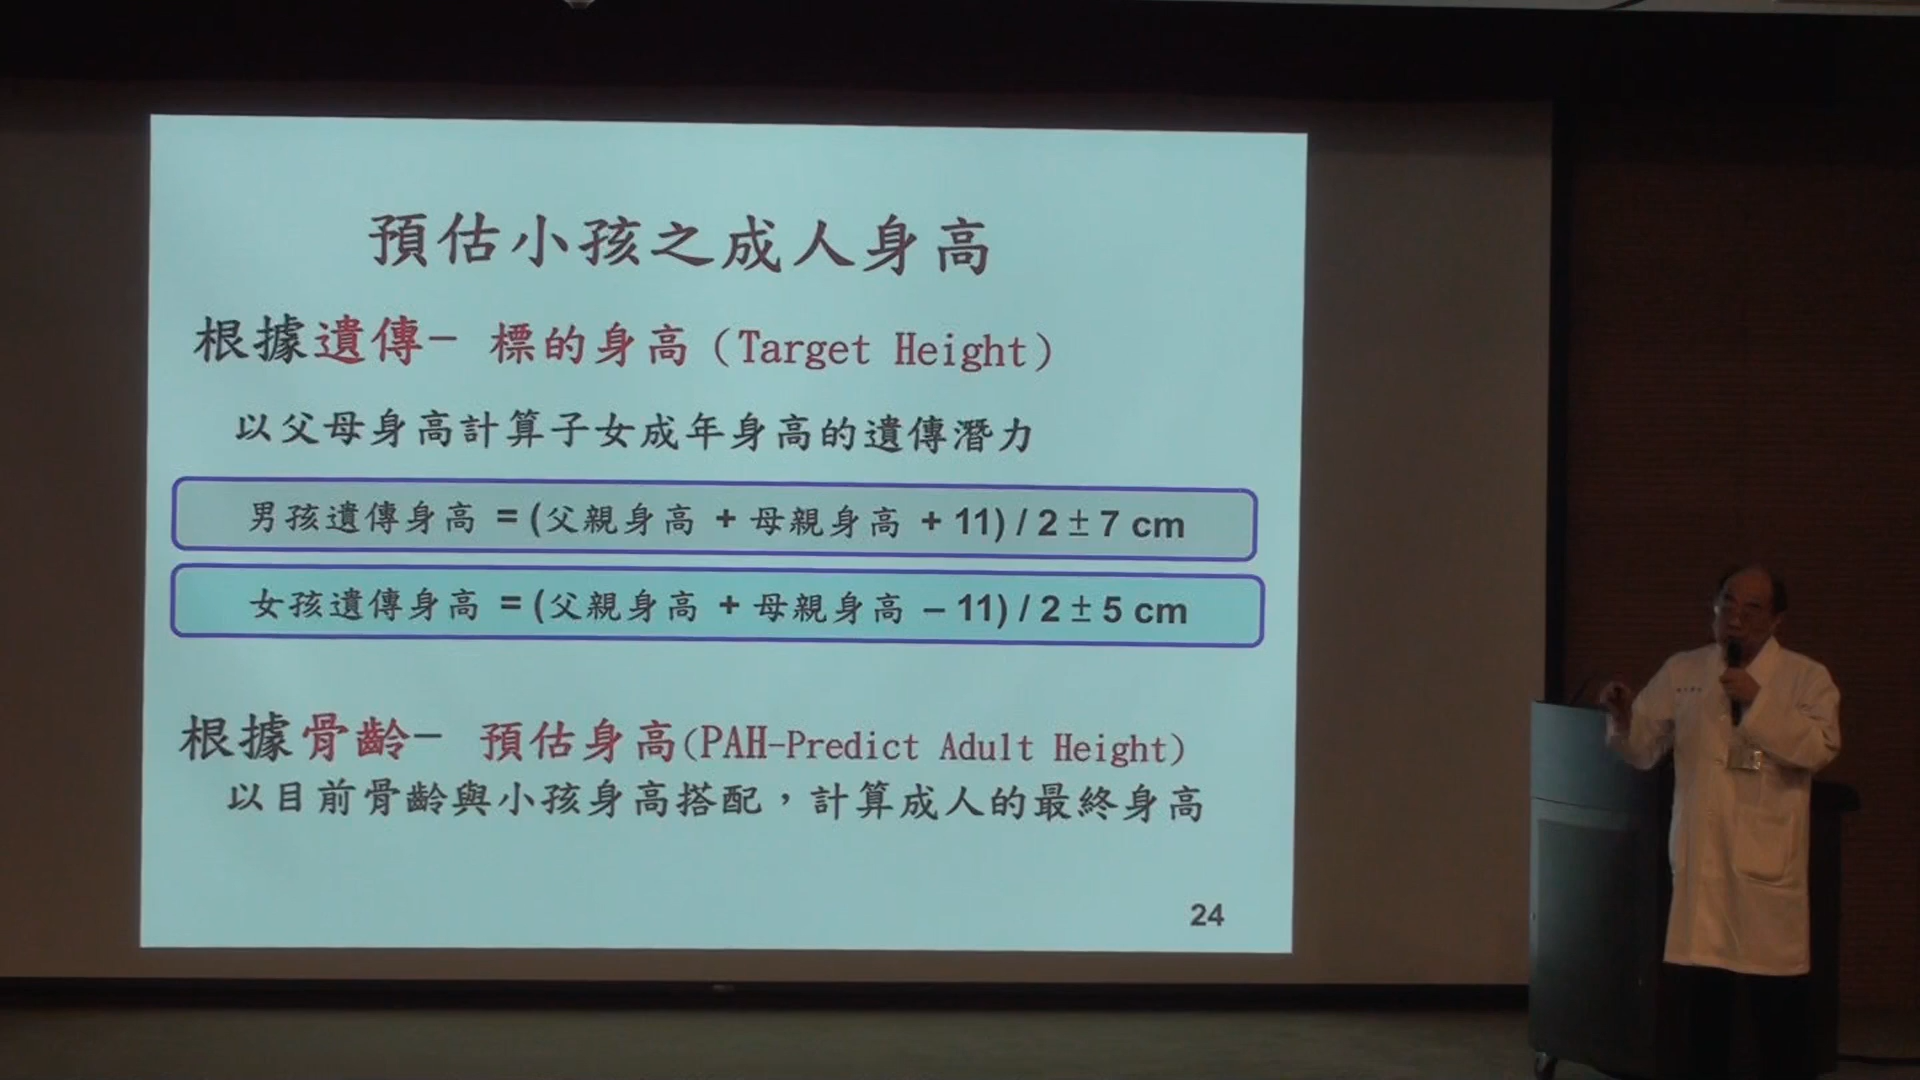 預估小孩之成人身高
根據遺傳- 標的身高(Target Height)
以父母身高計算子女成年身高的遺傳潛力
男孩遺傳身高 = (父親身高 + 母親身高 + 11) / 2 ± 7 cm
女孩遺傳身高 = (父親身高 + 母親身高 – 11) / 2 ± 5 cm
根據骨齡- 預估身高(PAH-Predict Adult Height)
以目前骨齡與小孩身高搭配，計算成人的最終身高
24